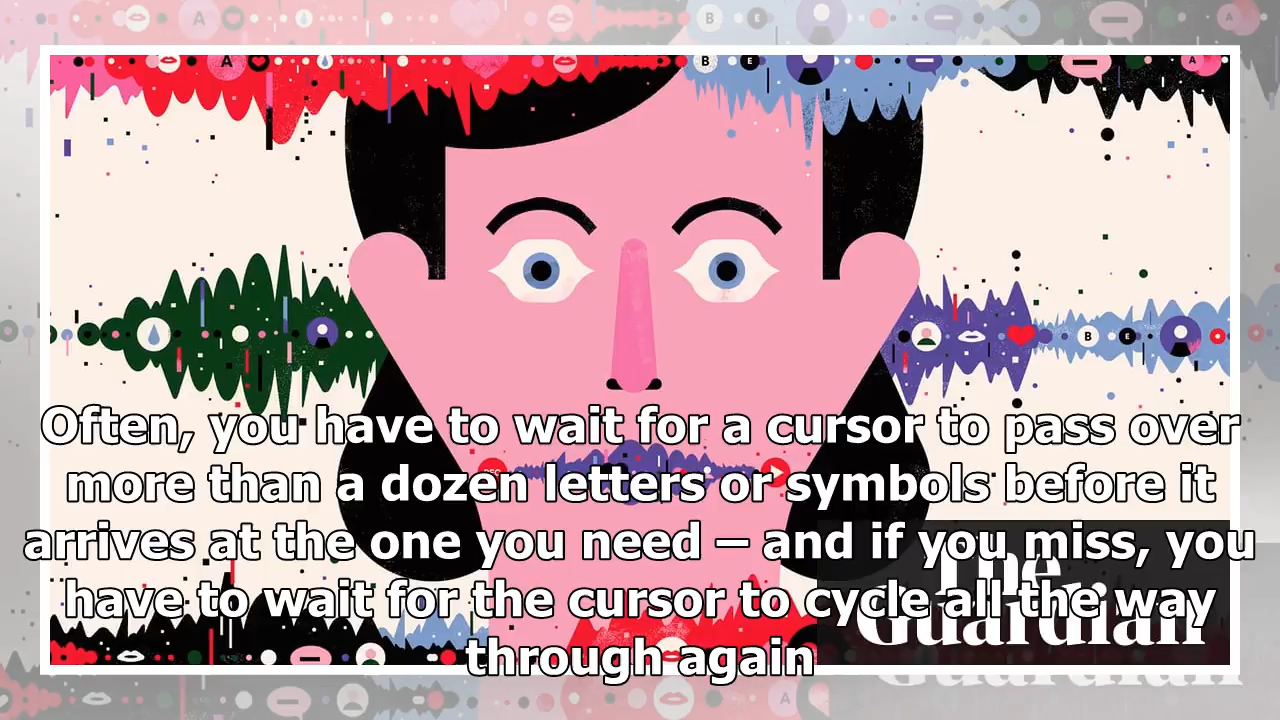 A
B
E
A
A
B
E
A
B
E
REC
Often, you have to wait for a cursor to pass over
more than a dozen letters or symbols before it
arrives at the one you need – and if you miss, you
have to wait for the cursor to cycle all the way
through again
The
Guardian
Guardian
A